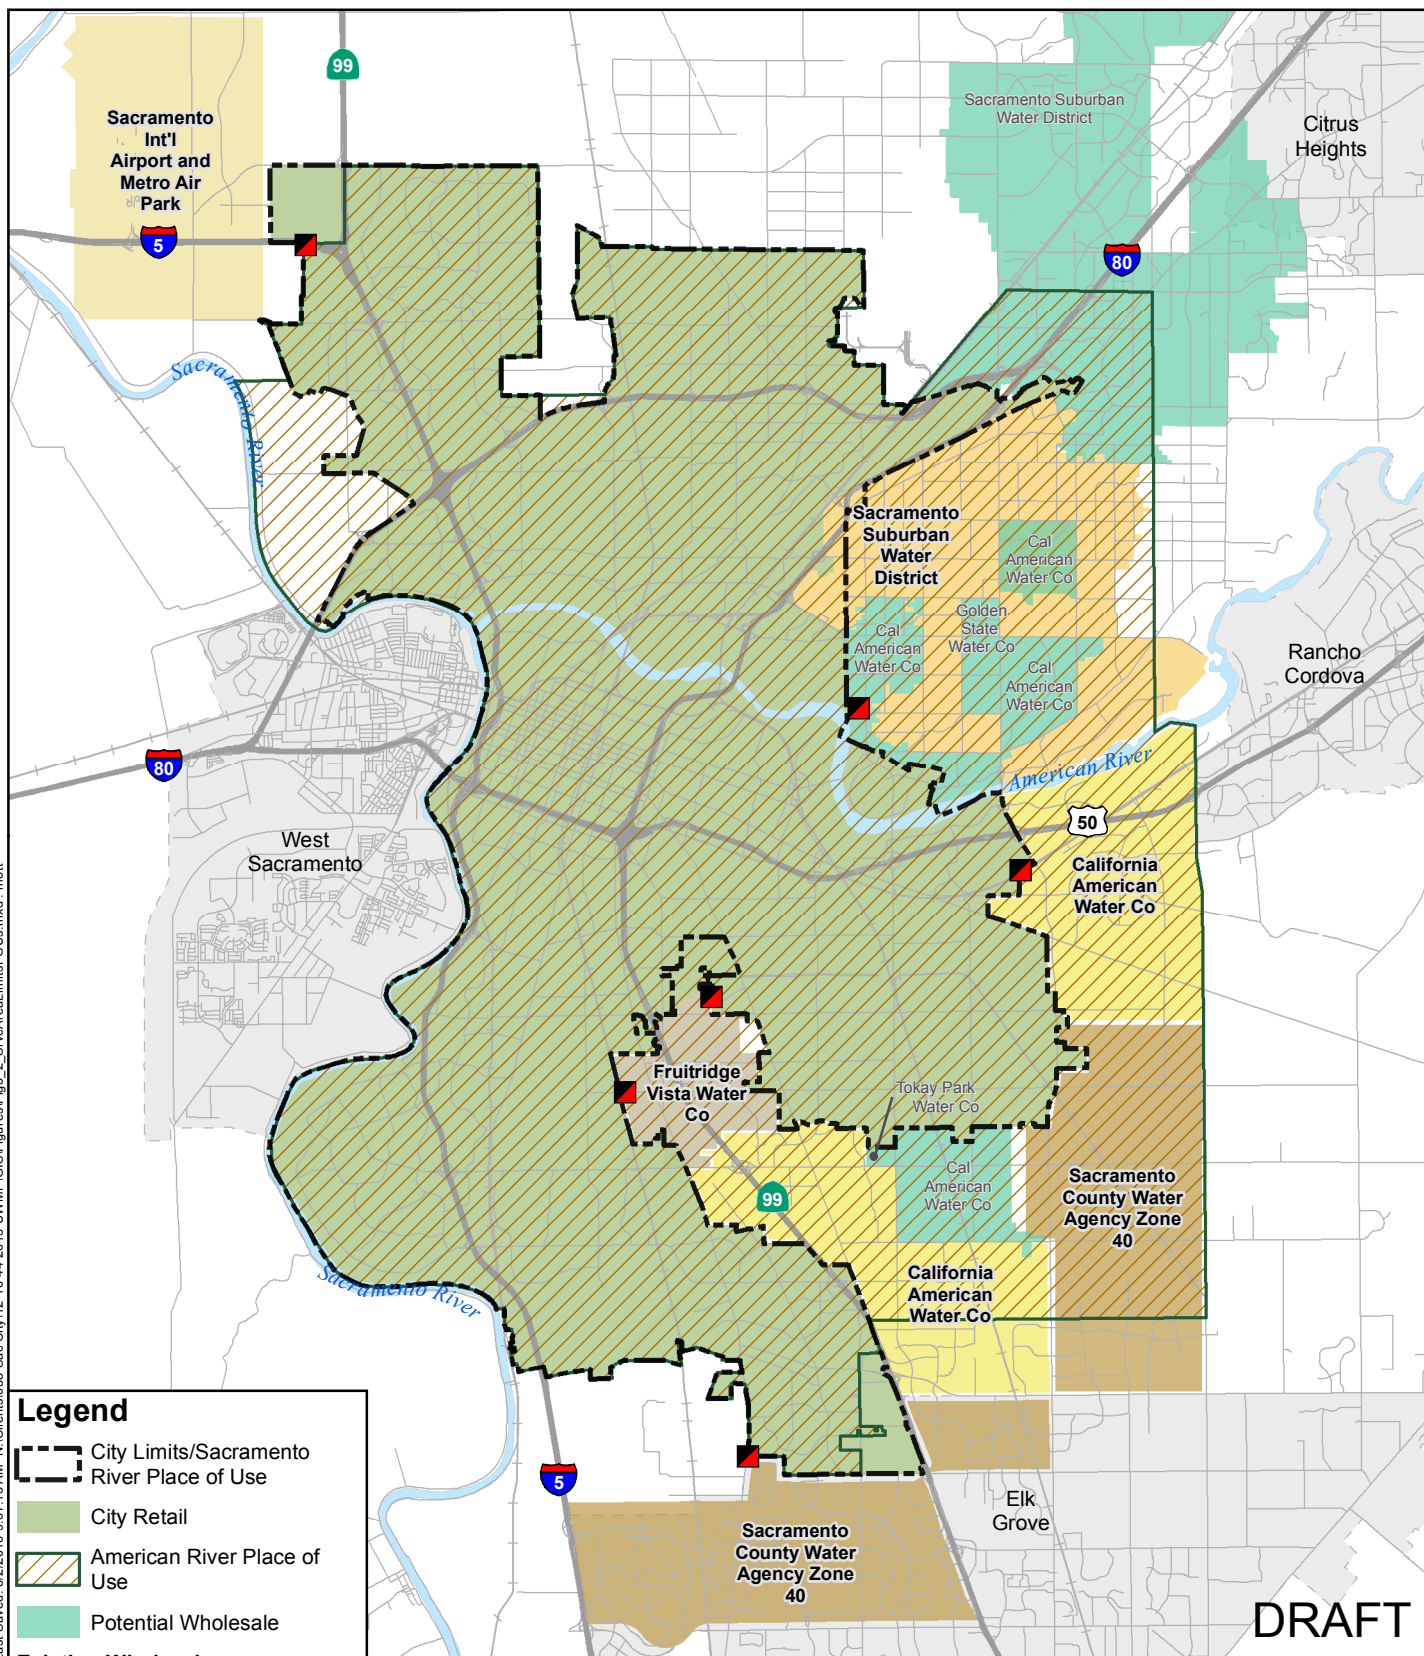 99
Sacramento
Int'l
Airport and
Metro Air
Park
5
Sacramento Suburban
Water District
Citrus
Heights
80
Sacramento River
Sacramento
Suburban
Water
District
Cal
American
Water Co
Golden
State
Water Co
Cal
American
Water Co
Cal
American
Water Co
Rancho
Cordova
American River
80
50
West
Sacramento
California
American
Water Co
Fruitridge
Vista Water
Co
Tokay Park
Water Co
Cal
American
Water Co
99
Sacramento
County Water
Agency Zone
40
California
American
Water Co
Sacramento River
5
Elk
Grove
Sacramento
County Water
Agency Zone
40
Legend
City Limits/Sacramento
River Place of Use
City Retail
American River Place of
Use
Potential Wholesale
DRAFT